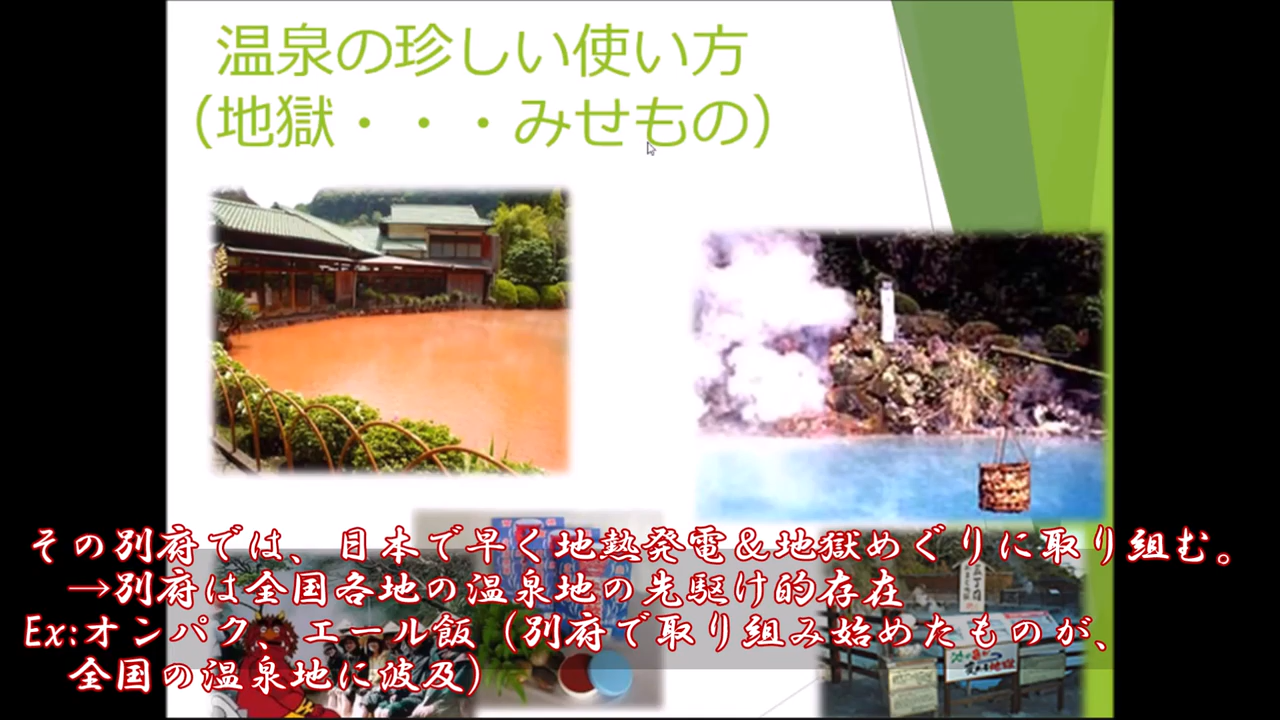 温泉の珍しい使い方
（地獄・・・みせもの）
その別府では、日本で早く地熱発電＆地獄めぐりに取り組む。
→別府は全国各地の温泉地の先駆け的存在
Ex:オンパク、エール飯（別府で取り組み始めたものが、
全国の温泉地に波及）